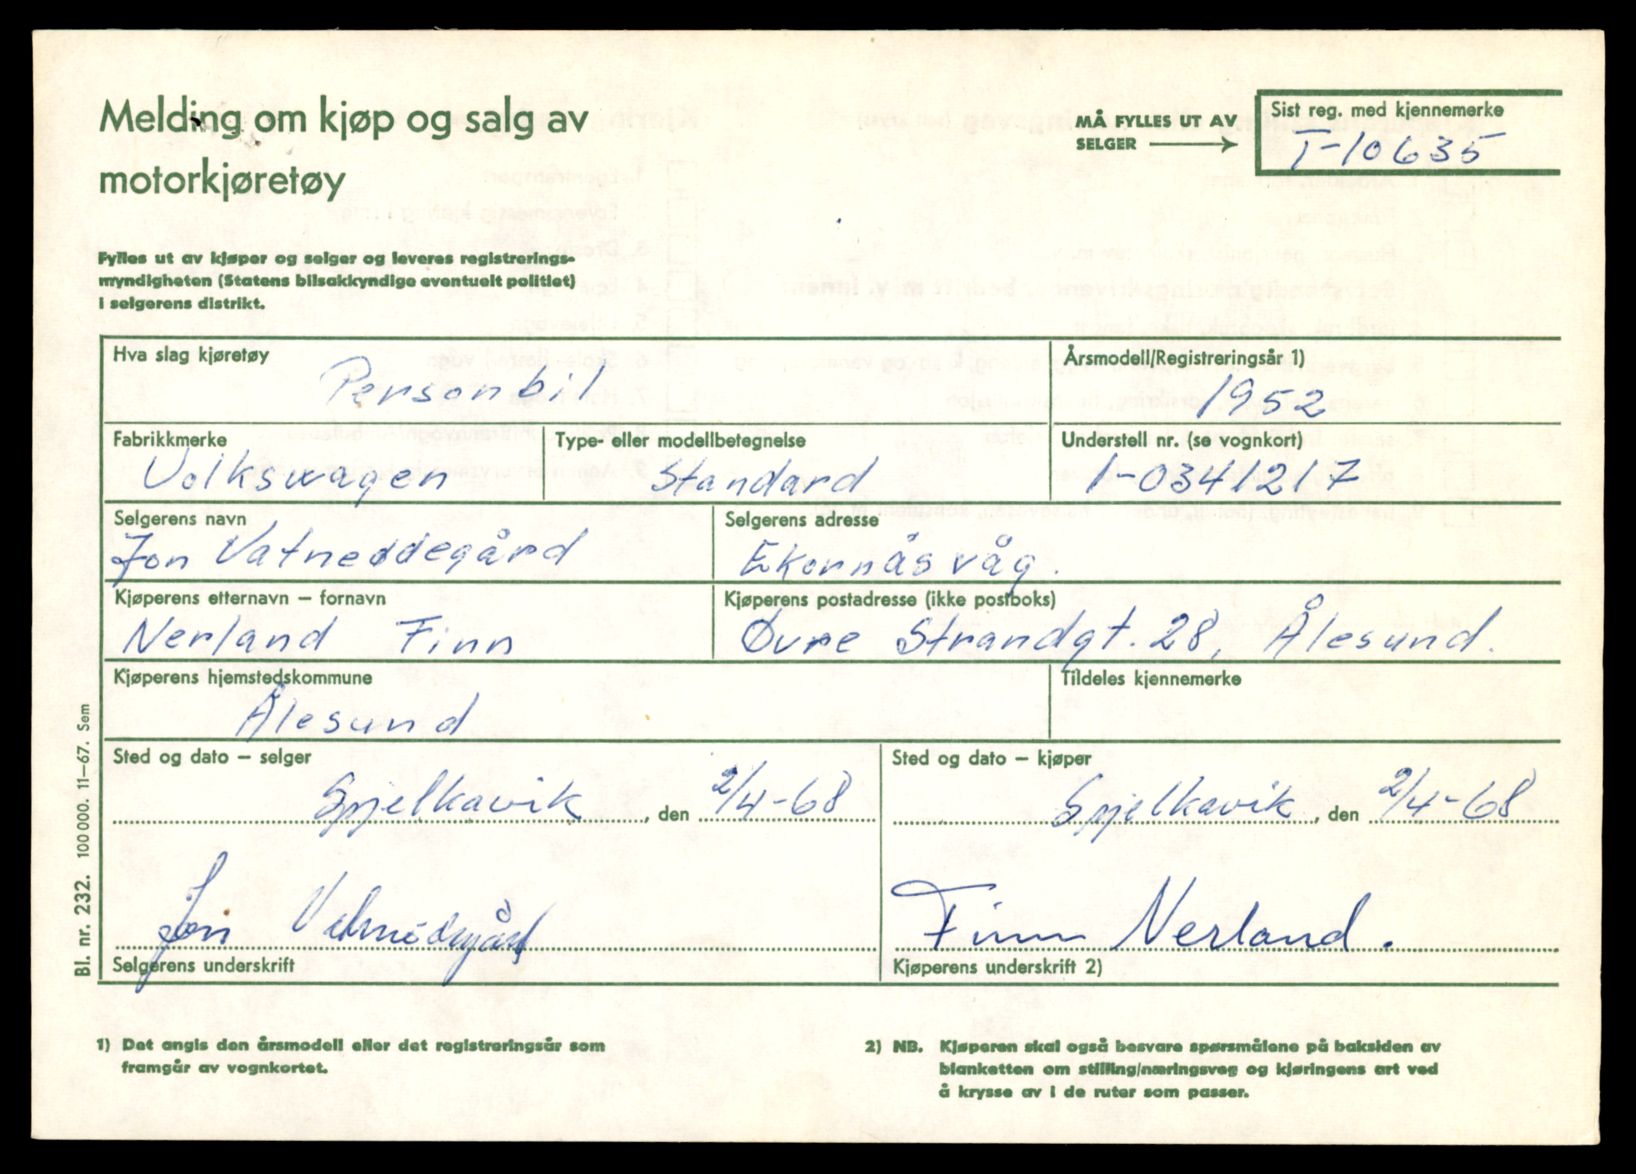 Melding om kjøp og salg av
motorkjøretøy
MÅ FYLLES UT AV
SELGER
Sist reg. med kjennemerke
T-10635
Fylles ut av kjøper og selger og leveres registrerings-
myndigheten (Statens bilsakkyndige eventuelt politiet)
i selgerens distrikt.
Hva slag kjøretøy
Personbil
Årsmodell/Registreringsår 1)
1952
Fabrikkmerke
Volkswagen
Type- eller modellbetegnelse
Standard
Understell nr. (se vognkort)
1-0341217
Selgerens navn
Jon Vatneødegård
Selgerens adresse
Ekornåsvåg.
Kjøperens etternavn – fornavn
Nerland Finn
Kjøperens postadresse (ikke postboks)
Øvre Strandgt. 28, Ålesund.
Kjøperens hjemstedskommune
Ålesund
Tildeles kjennemerke
Sted og dato – selger
Spjelkavik, den 2/4-68
Sted og dato – kjøper
Spjelkavik, den 2/4-68
Jon Vatneødegård
Selgerens underskrift
Finn Nerland.
Kjøperens underskrift 2)
Bl. nr. 232. 100 000. 11–67. Sem
1) Det angis den årsmodell eller det registreringsår som
framgår av vognkortet.
2) NB. Kjøperen skal også besvare spørsmålene på baksiden av
blanketten om stilling/næringsveg og kjøringens art ved
å krysse av i de ruter som passer.